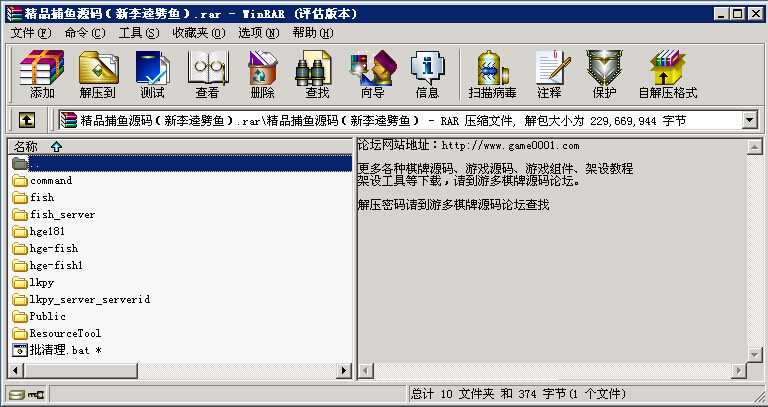 精品捕鱼源码（新李逵劈鱼）.rar - WinRAR (评估版本)
文件(F) 命令(C) 工具(S) 收藏夹(O) 选项(N) 帮助(H)
添加 解压到 测试 查看 删除 查找 向导 信息 扫描病毒 注释 保护 自解压格式
精品捕鱼源码（新李逵劈鱼）.rar\精品捕鱼源码（新李逵劈鱼） - RAR 压缩文件, 解包大小为 229,669,944 字节
名称
..
command
fish
fish_server
hge181
hge-fish
hge-fish1
lkpy
lkpy_server_serverid
Public
ResourceTool
批清理.bat *
论坛网站地址：http://www.game0001.com
更多各种棋牌源码、游戏源码、游戏组件、架设教程
架设工具等下载，请到游多棋牌源码论坛。
解压密码请到游多棋牌源码论坛查找
总计 10 文件夹 和 374 字节(1 个文件)